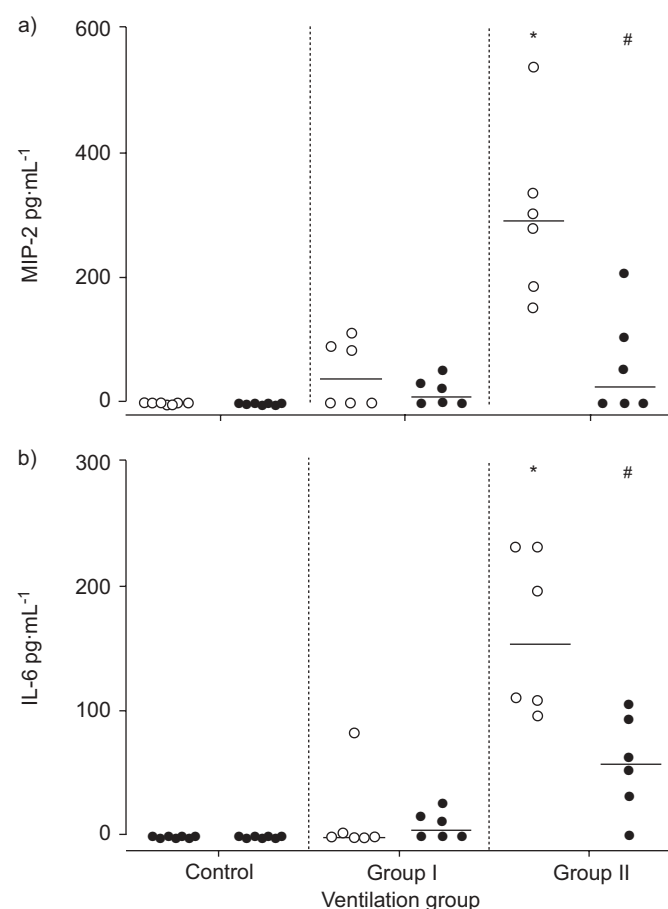 a)
600
*
#
400
MIP-2 pg·mL-1
200
0
b)
300
*
#
200
IL-6 pg·mL-1
100
0
Control Group I Group II
Ventilation group